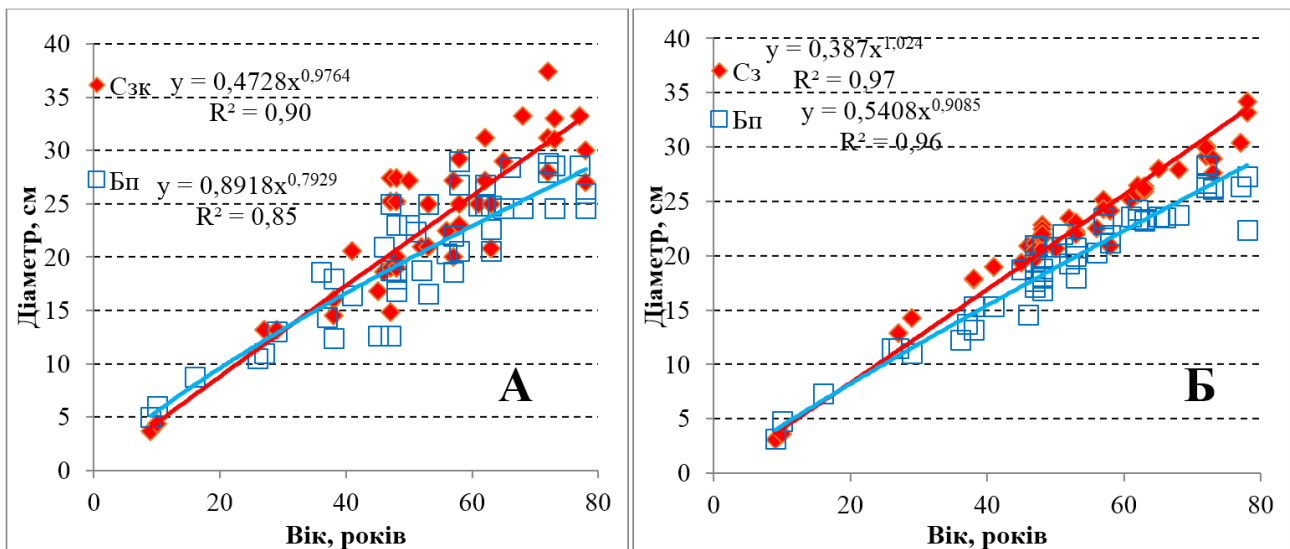 40
35
30
25
20
15
10
5
0
Діаметр, см
Сзк
y = 0,4728x^0,9764
R² = 0,90
Бп
y = 0,8918x^0,7929
R² = 0,85
А
0 20 40 60 80
Вік, років
40
35
30
25
20
15
10
5
0
Діаметр, см
y = 0,387x^1,024
Сз
R² = 0,97
Бп
y = 0,5408x^0,9085
R² = 0,96
Б
0 20 40 60 80
Вік, років